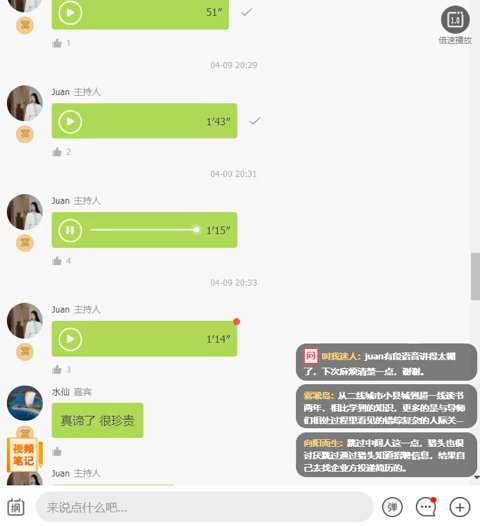 51″
赏
1.0
倍速播放
1
04-09 20:29
Juan 主持人
1′43″
赏
2
04-09 20:31
Juan 主持人
1′15″
赏
4
04-09 20:33
Juan 主持人
1′14″
赏
3
问 叫我迷人：juan有段语音讲得太糊
了，下次麻烦清楚一点，谢谢。
雾凇岛：从二线城市小县城到超一线读书
两年，相比学到的知识，更多的是与导师
们相处过程里看见的错综复杂的人际关…
向阳而生：跳过中间人这一点，猎头也很
讨厌跳过通过猎头知道招聘信息，结果自
己去找企业方投递简历的。
水仙 嘉宾
真谛了 很珍贵
视频
笔记
Juan 主持人
纲
来说点什么吧...
弹